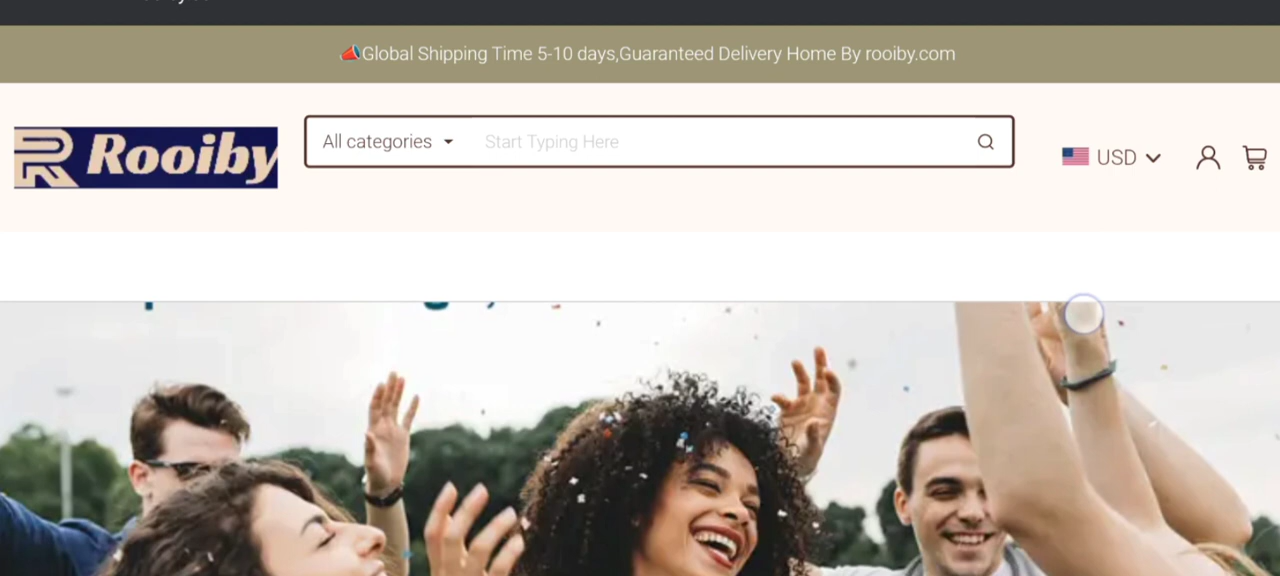 📣Global Shipping Time 5-10 days,Guaranteed Delivery Home By rooiby.com
Rooiby
All categories
Start Typing Here
USD